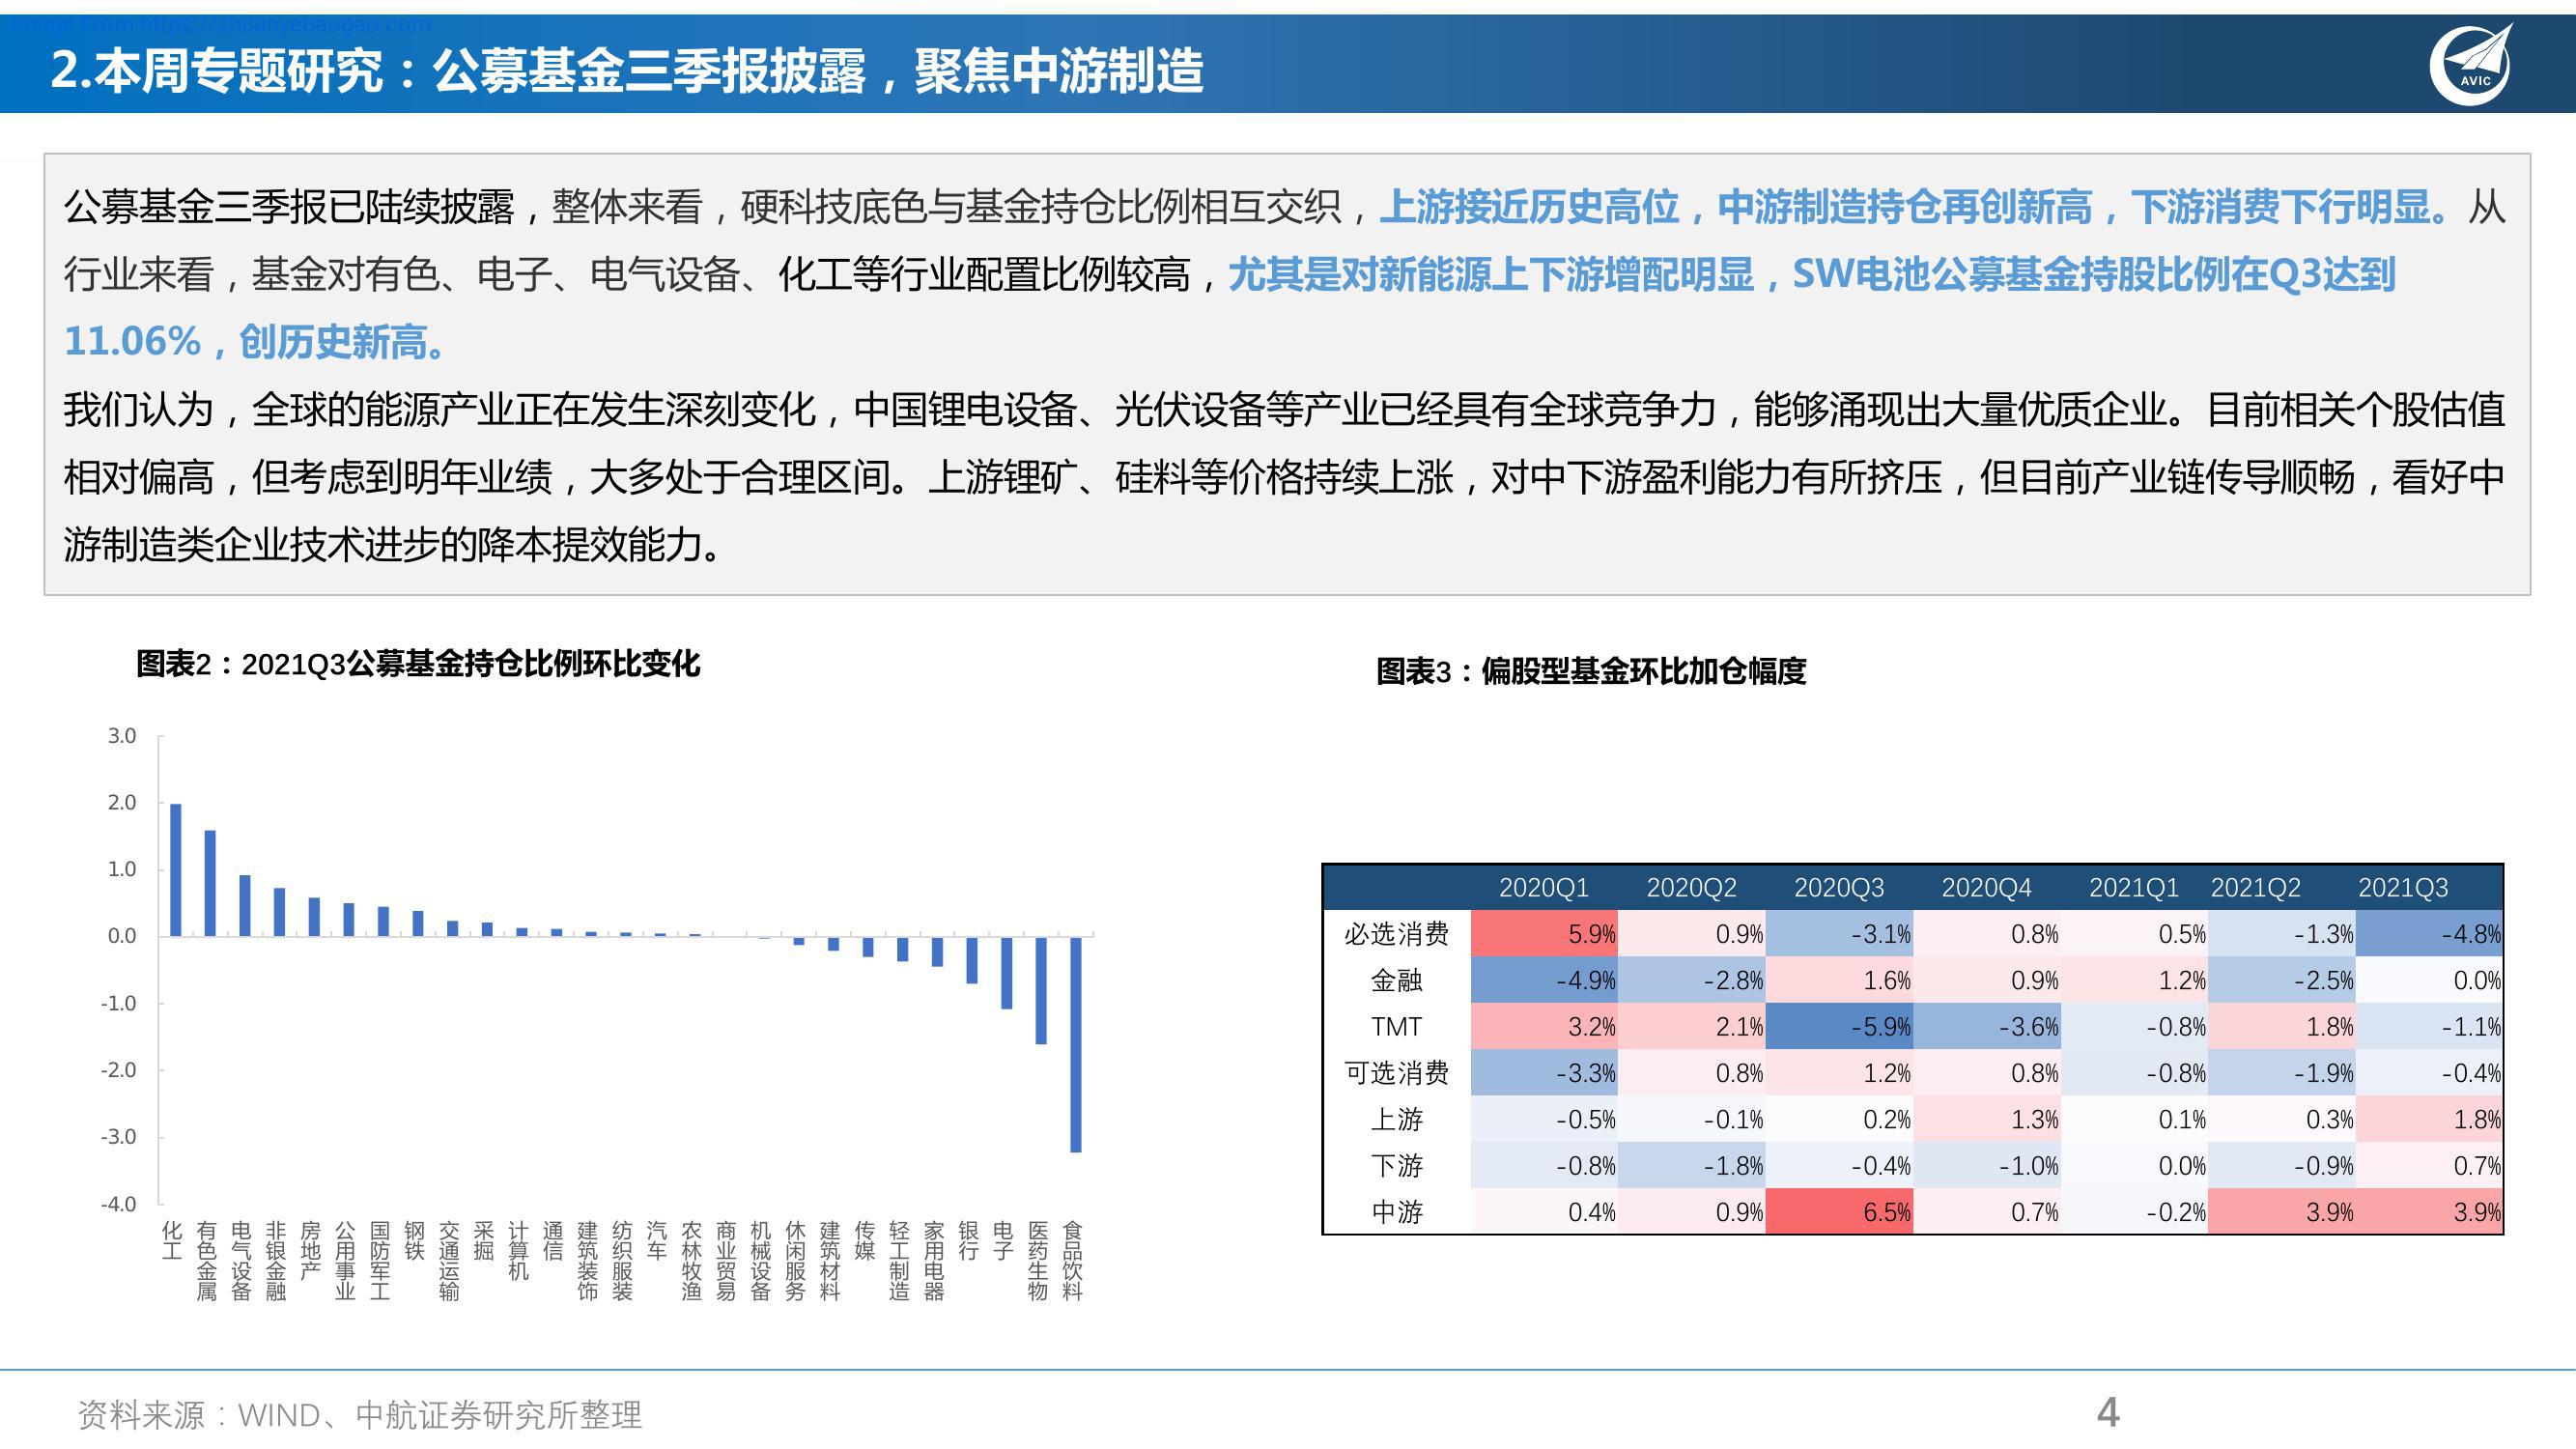 Image From https://zhuanyebaogao.com
2.本周专题研究：公募基金三季报披露，聚焦中游制造
AVIC
公募基金三季报已陆续披露，整体来看，硬科技底色与基金持仓比例相互交织，上游接近历史高位，中游制造持仓再创新高，下游消费下行明显。从
行业来看，基金对有色、电子、电气设备、化工等行业配置比例较高，尤其是对新能源上下游增配明显，SW电池公募基金持股比例在Q3达到
11.06%，创历史新高。
我们认为，全球的能源产业正在发生深刻变化，中国锂电设备、光伏设备等产业已经具有全球竞争力，能够涌现出大量优质企业。目前相关个股估值
相对偏高，但考虑到明年业绩，大多处于合理区间。上游锂矿、硅料等价格持续上涨，对中下游盈利能力有所挤压，但目前产业链传导顺畅，看好中
游制造类企业技术进步的降本提效能力。
图表2：2021Q3公募基金持仓比例环比变化
3.0
2.0
1.0
0.0
-1.0
-2.0
-3.0
-4.0
化工
有色金属
电气设备
非银金融
房地产
公用事业
国防军工
钢铁
交通运输
采掘
计算机
通信
建筑装饰
纺织服装
汽车
农林牧渔
商业贸易
机械设备
休闲服务
建筑材料
传媒
轻工制造
家用电器
银行
电子
医药生物
食品饮料
图表3：偏股型基金环比加仓幅度
2020Q1 2020Q2 2020Q3 2020Q4 2021Q1 2021Q2 2021Q3
必选消费 5.9% 0.9% -3.1% 0.8% 0.5% -1.3% -4.8%
金融 -4.9% -2.8% 1.6% 0.9% 1.2% -2.5% 0.0%
TMT 3.2% 2.1% -5.9% -3.6% -0.8% 1.8% -1.1%
可选消费 -3.3% 0.8% 1.2% 0.8% -0.8% -1.9% -0.4%
上游 -0.5% -0.1% 0.2% 1.3% 0.1% 0.3% 1.8%
下游 -0.8% -1.8% -0.4% -1.0% 0.0% -0.9% 0.7%
中游 0.4% 0.9% 6.5% 0.7% -0.2% 3.9% 3.9%
资料来源：WIND、中航证券研究所整理
4